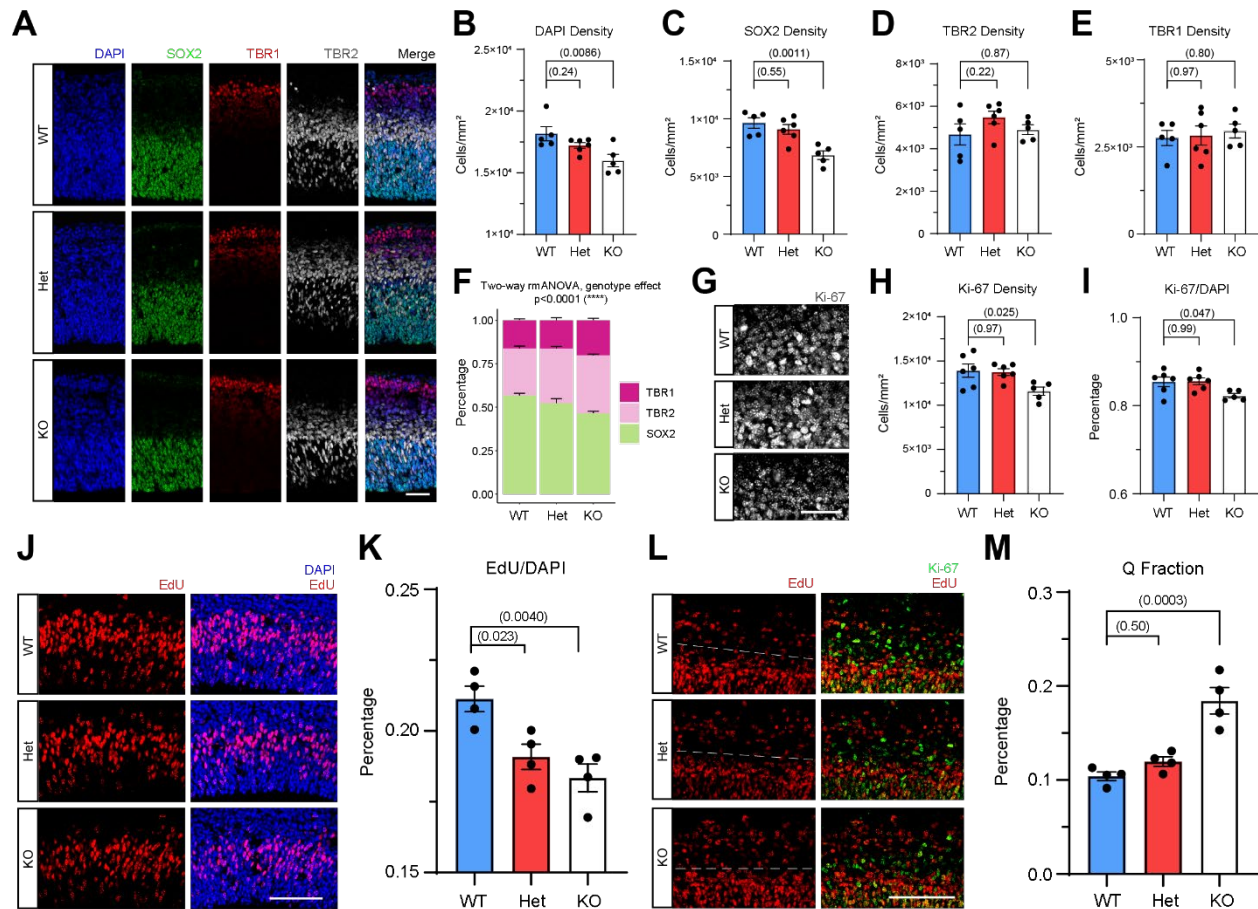 A
DAPI SOX2 TBR1 TBR2 Merge
WT
Het
KO
B
DAPI Density
(0.0086)
(0.24)
Cells/mm²
2.5×10⁴
2×10⁴
1.5×10⁴
1×10⁴
WT Het KO
C
SOX2 Density
(0.0011)
(0.55)
Cells/mm²
1.5×10⁴
1×10⁴
5×10³
0
WT Het KO
D
TBR2 Density
(0.87)
(0.22)
Cells/mm²
8×10³
6×10³
4×10³
2×10³
0
WT Het KO
E
TBR1 Density
(0.80)
(0.97)
Cells/mm²
5×10³
2.5×10³
0
WT Het KO
F
Two-way rmANOVA, genotype effect
p<0.0001 (****)
Percentage
1.00
0.75
0.50
0.25
0.00
WT Het KO
TBR1
TBR2
SOX2
G
Ki-67
WT
Het
KO
H
Ki-67 Density
(0.025)
(0.97)
Cells/mm²
2×10⁴
1.5×10⁴
1×10⁴
5×10³
0
WT Het KO
I
Ki-67/DAPI
(0.047)
(0.99)
Percentage
1.0
0.8
0.6
WT Het KO
J
DAPI
EdU EdU
WT
Het
KO
K
EdU/DAPI
(0.0040)
(0.023)
Percentage
0.25
0.20
0.15
WT Het KO
L
Ki-67
EdU EdU
WT
Het
KO
M
Q Fraction
(0.0003)
(0.50)
Percentage
0.3
0.2
0.1
0.0
WT Het KO